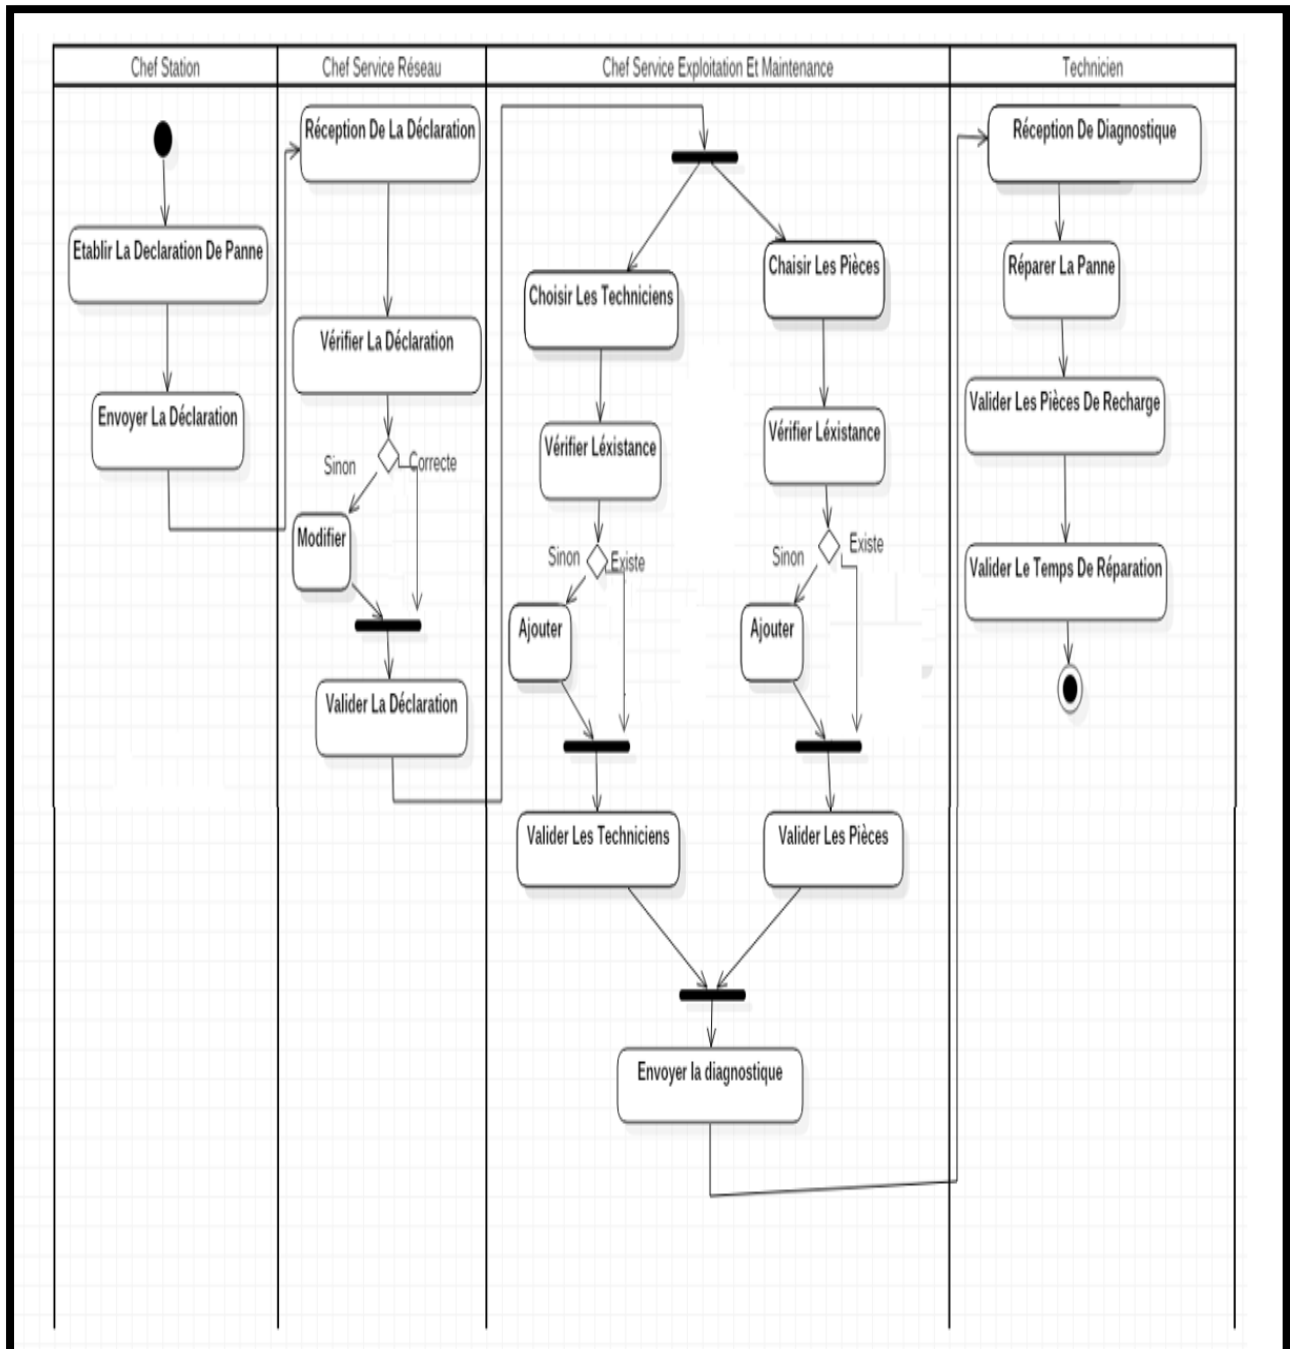 Chef Station
Chef Service Réseau
Chef Service Exploitation Et Maintenance
Technicien
Etablir La Declaration De Panne
Envoyer La Déclaration
Réception De La Déclaration
Vérifier La Déclaration
Sinon
Correcte
Modifier
Valider La Déclaration
Choisir Les Techniciens
Chaisir Les Pièces
Vérifier Léxistance
Vérifier Léxistance
Sinon
Existe
Sinon
Existe
Ajouter
Ajouter
Valider Les Techniciens
Valider Les Pièces
Envoyer la diagnostique
Réception De Diagnostique
Réparer La Panne
Valider Les Pièces De Recharge
Valider Le Temps De Réparation